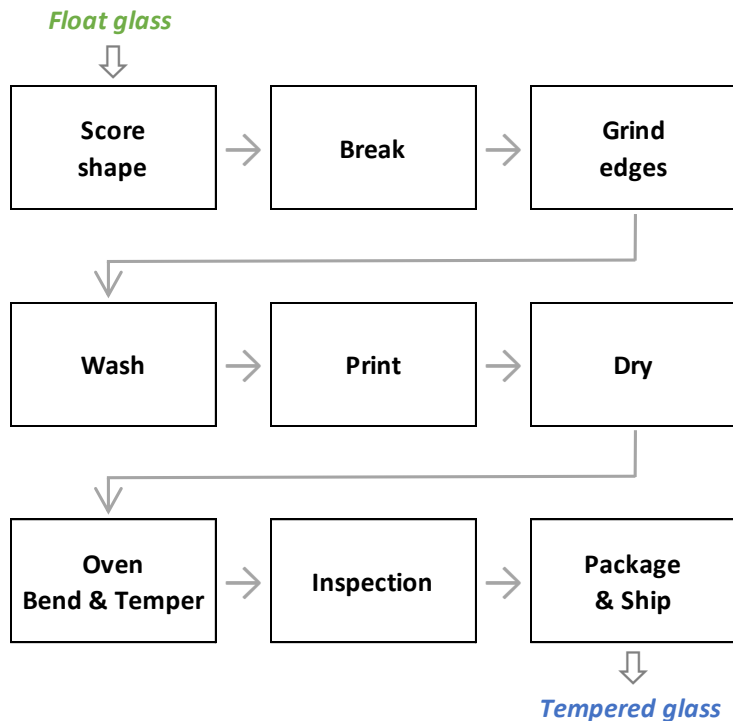 Float glass
Score
shape
Break
Grind
edges
Wash
Print
Dry
Oven
Bend & Temper
Inspection
Package
& Ship
Tempered glass